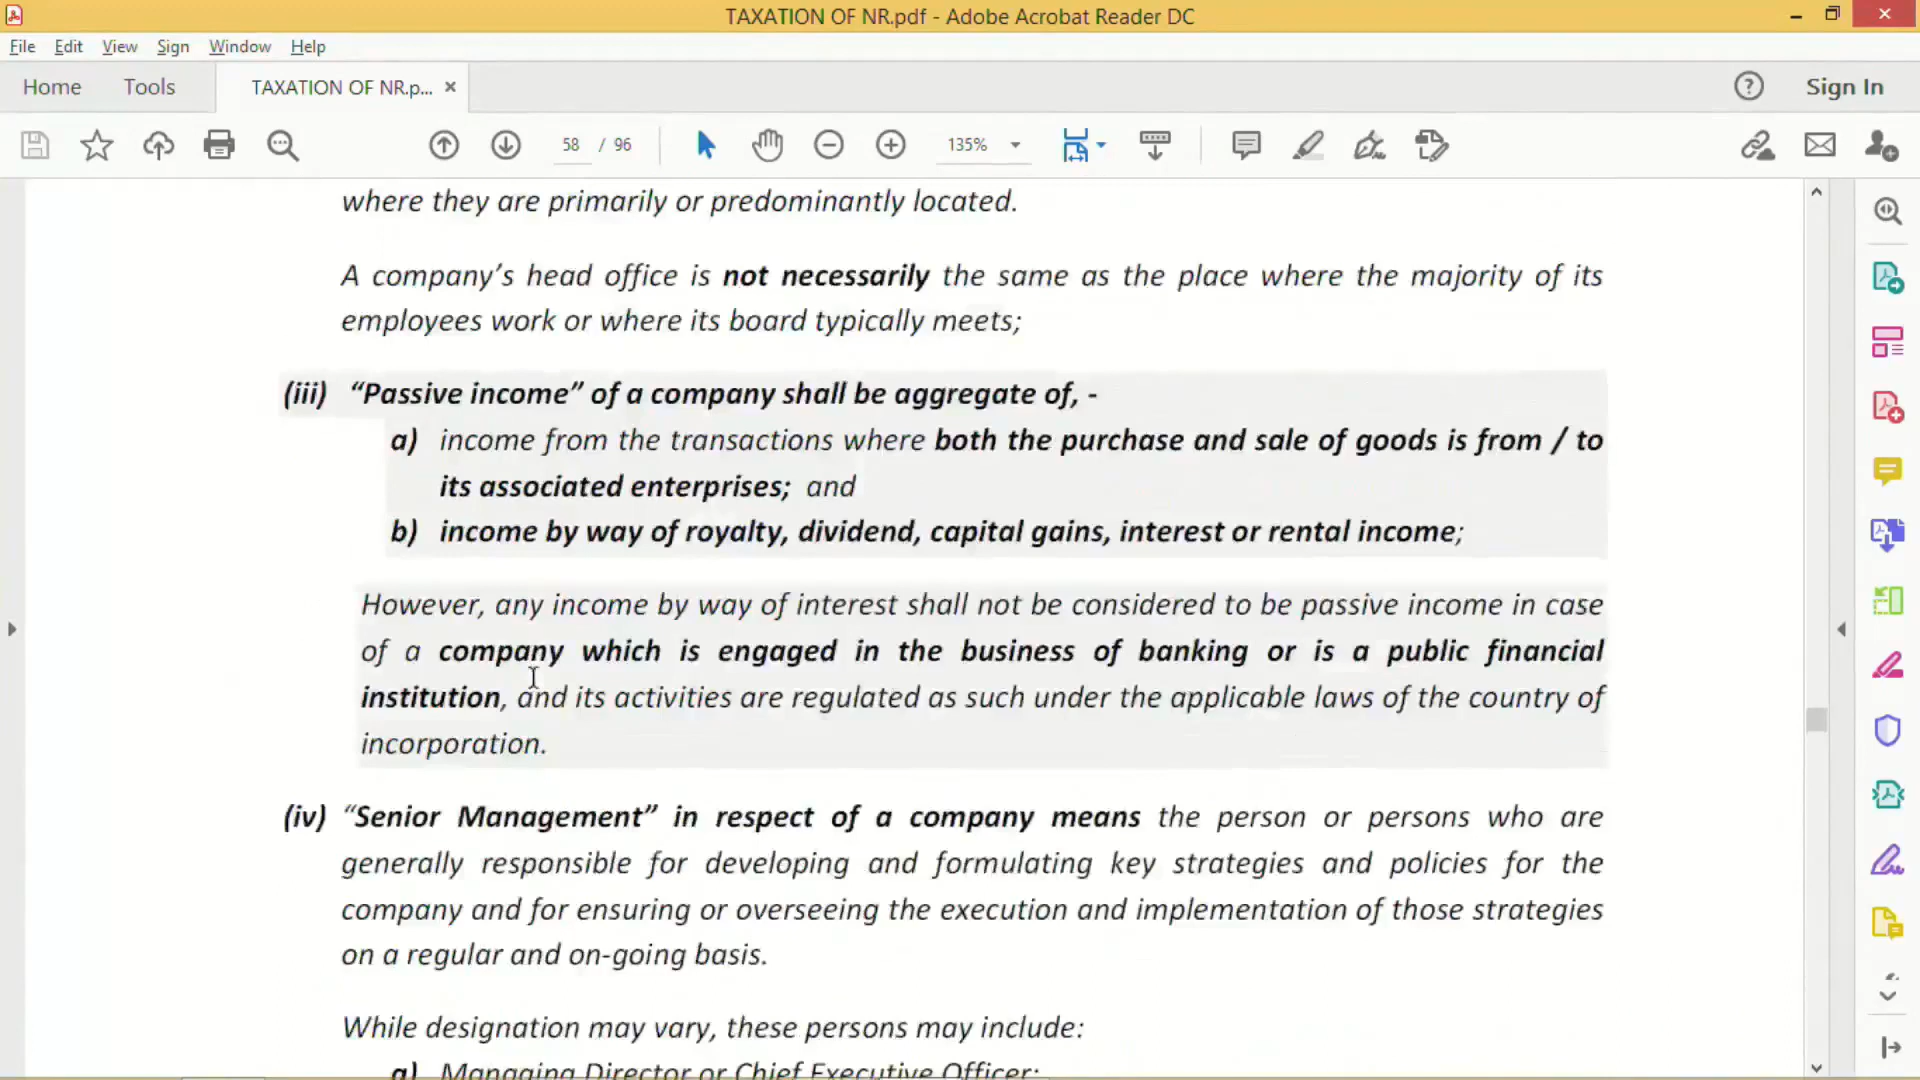 TAXATION OF NR.pdf - Adobe Acrobat Reader DC
File Edit View Sign Window Help
Home Tools TAXATION OF NR.p... × Sign In
58 / 96 135%
where they are primarily or predominantly located.
A company’s head office is not necessarily the same as the place where the majority of its
employees work or where its board typically meets;
(iii) “Passive income” of a company shall be aggregate of, -
a) income from the transactions where both the purchase and sale of goods is from / to
its associated enterprises; and
b) income by way of royalty, dividend, capital gains, interest or rental income;
However, any income by way of interest shall not be considered to be passive income in case
of a company which is engaged in the business of banking or is a public financial
institution, and its activities are regulated as such under the applicable laws of the country of
incorporation.
(iv) “Senior Management” in respect of a company means the person or persons who are
generally responsible for developing and formulating key strategies and policies for the
company and for ensuring or overseeing the execution and implementation of those strategies
on a regular and on-going basis.
While designation may vary, these persons may include:
a) Managing Director or Chief Executive Officer;